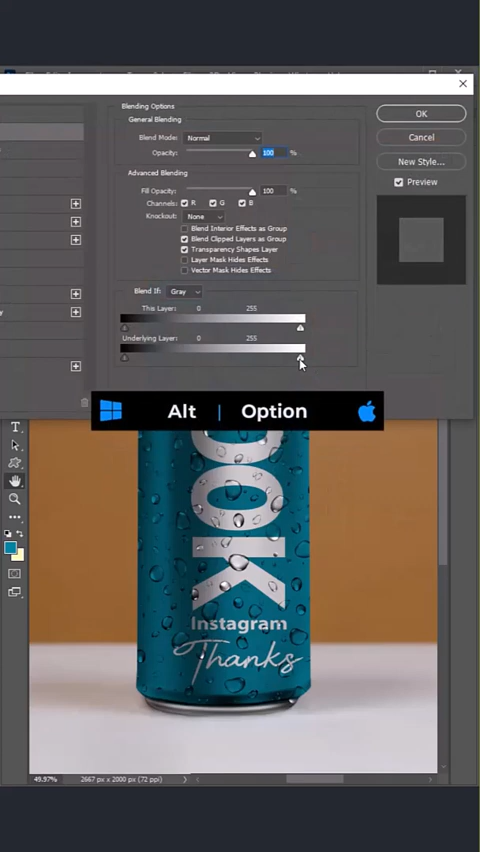 Blending Options
General Blending
Blend Mode: Normal
Opacity: 100 %
Advanced Blending
Fill Opacity: 100 %
Channels: R G B
Knockout: None
Blend Interior Effects as Group
Blend Clipped Layers as Group
Transparency Shapes Layer
Layer Mask Hides Effects
Vector Mask Hides Effects
Blend If: Gray
This Layer: 0 255
Underlying Layer: 0 255
OK
Cancel
New Style...
Preview
Alt | Option
OOK
Instagram
Thanks
49.97% 2667 px x 2000 px (72 ppi)